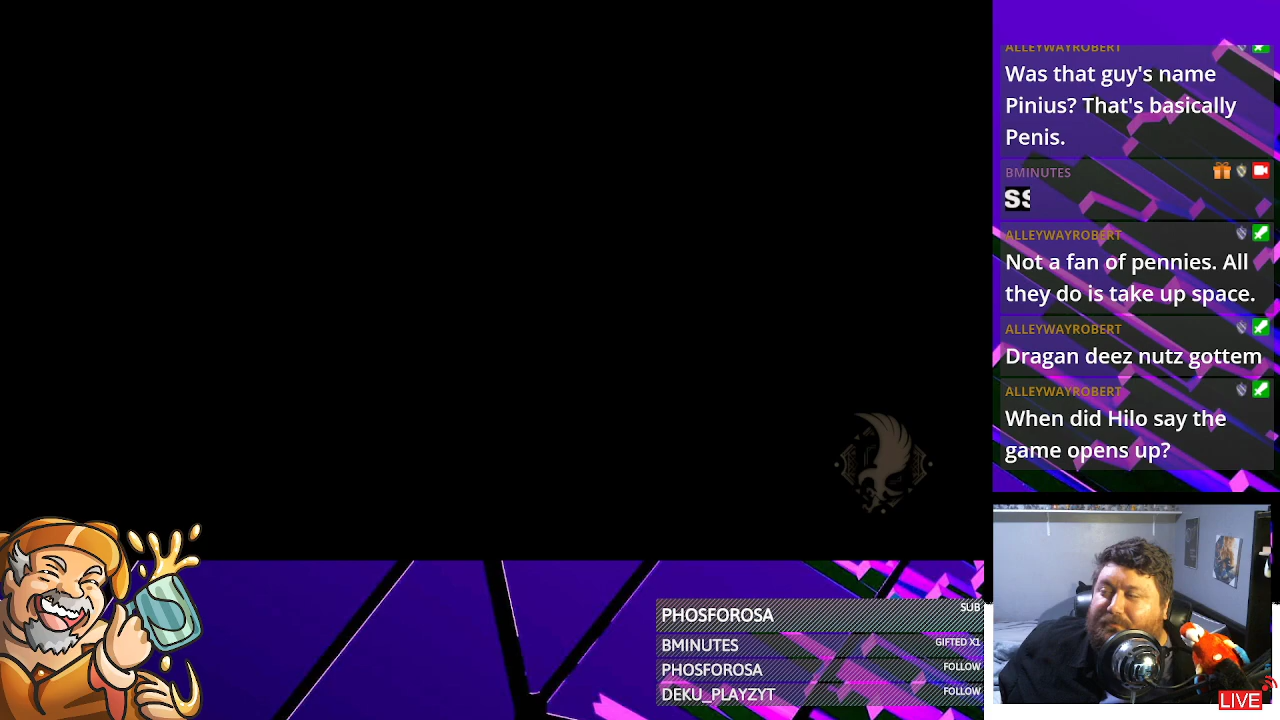 ALLEYWAYROBERT
Was that guy's name
Pinius? That's basically
Penis.
BMINUTES
SS
ALLEYWAYROBERT
Not a fan of pennies. All
they do is take up space.
ALLEYWAYROBERT
Dragan deez nutz gottem
ALLEYWAYROBERT
When did Hilo say the
game opens up?
PHOSFOROSA SUB
BMINUTES GIFTED X1
PHOSFOROSA FOLLOW
DEKU_PLAYZYT FOLLOW
LIVE